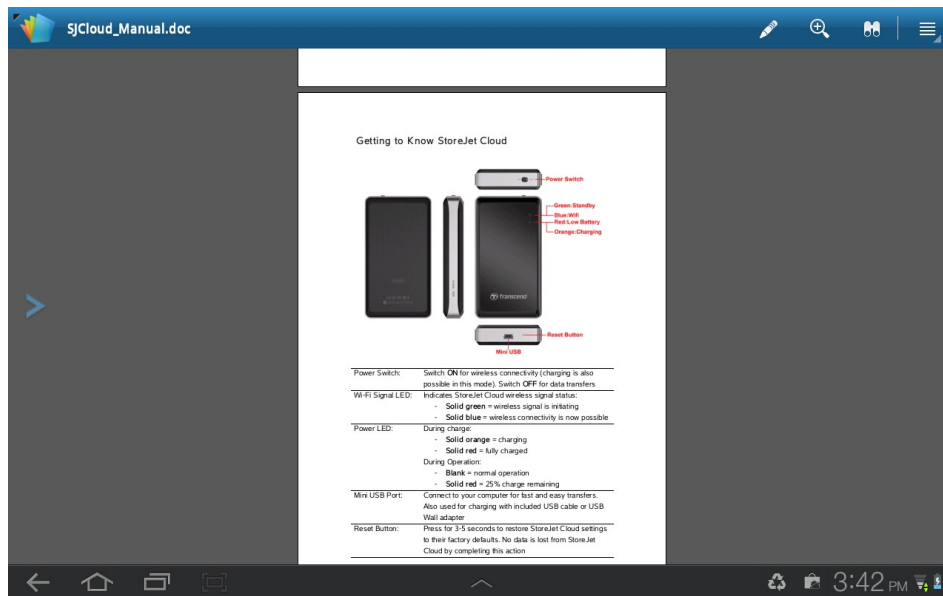 SJCloud_Manual.doc
Getting to Know StoreJet Cloud
Power Switch
Green:Standby
Blue:Wifi
Red:Low Battery
Orange:Charging
Transcend
Reset Button
Mini USB
Power Switch: Switch ON for wireless connectivity (charging is also
possible in this mode). Switch OFF for data transfers
Wi-Fi Signal LED: Indicates StoreJet Cloud wireless signal status:
- Solid green = wireless signal is initiating
- Solid blue = wireless connectivity is now possible
Power LED: During charge:
- Solid orange = charging
- Solid red = fully charged
During Operation:
- Blank = normal operation
- Solid red = 25% charge remaining
Mini USB Port: Connect to your computer for fast and easy transfers.
Also used for charging with included USB cable or USB
Wall adapter
Reset Button: Press for 3-5 seconds to restore StoreJet Cloud settings
to their factory defaults. No data is lost from StoreJet
Cloud by completing this action
3:42 PM